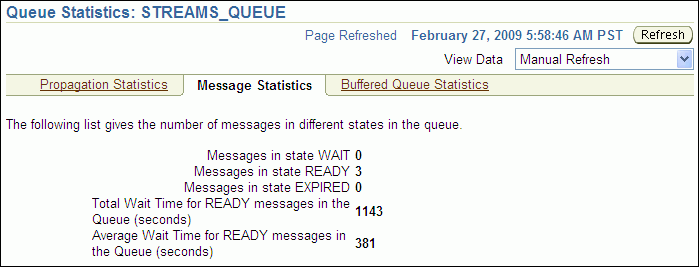 Queue Statistics: STREAMS_QUEUE
Page Refreshed February 27, 2009 5:58:46 AM PST Refresh
View Data Manual Refresh
Propagation Statistics Message Statistics Buffered Queue Statistics
The following list gives the number of messages in different states in the queue.
Messages in state WAIT 0
Messages in state READY 3
Messages in state EXPIRED 0
Total Wait Time for READY messages in the
Queue (seconds) 1143
Average Wait Time for READY messages in
the Queue (seconds) 381